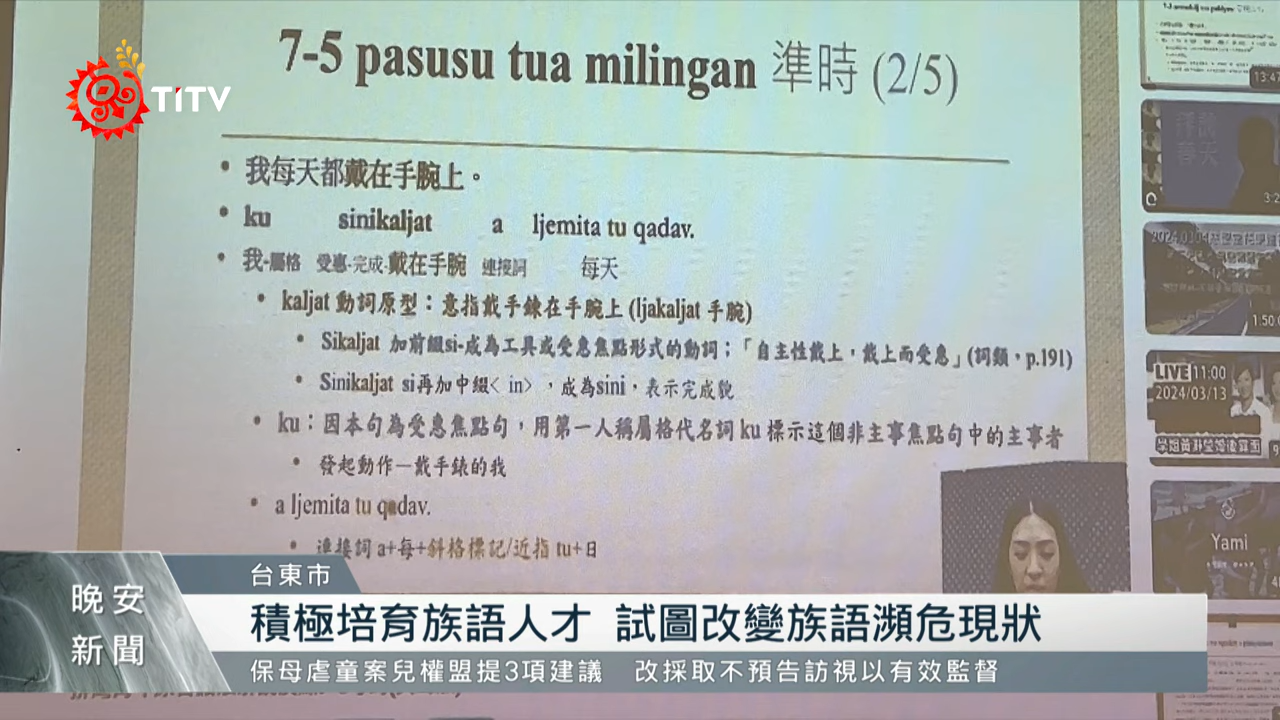 7-5 pasusu tua milingan 準時 (2/5)
TiTV
• 我每天都戴在手腕上。
• ku sinikaljat a ljemita tu qadav.
• 我-屬格 受惠-完成-戴在手腕 連接詞 每天
• kaljat 動詞原型：意指戴手鍊在手腕上 (ljakaljat 手腕)
• Sikaljat 加前綴si-成為工具或受惠焦點形式的動詞；「自主性戴上，戴上而受惠」(詞類，p.191)
• Sinikaljat si再加中綴< in>，成為sini，表示完成貌
• ku：因本句為受惠焦點句，用第一人稱屬格代名詞 ku 標示這個非主事焦點句中的主事者
• 發起動作—戴手錶的我
• a ljemita tu qadav.
• 連接詞 a+每+斜格標記/近指 tu+日
13:47
LIVE 11:00
2024/03/13
1:50
Yami
晚安
新聞
台東市
積極培育族語人才 試圖改變族語瀕危現狀
保母虐童案兒權盟提3項建議 改採取不預告訪視以有效監督